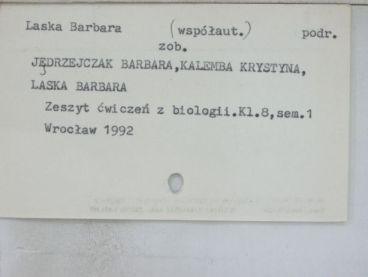 Laska Barbara (współaut.) podr.
zob.
JĘDRZEJCZAK BARBARA,KALEMBA KRYSTYNA,
LASKA BARBARA
Zeszyt ćwiczeń z biologii.Kl.8,sem.1
Wrocław 1992